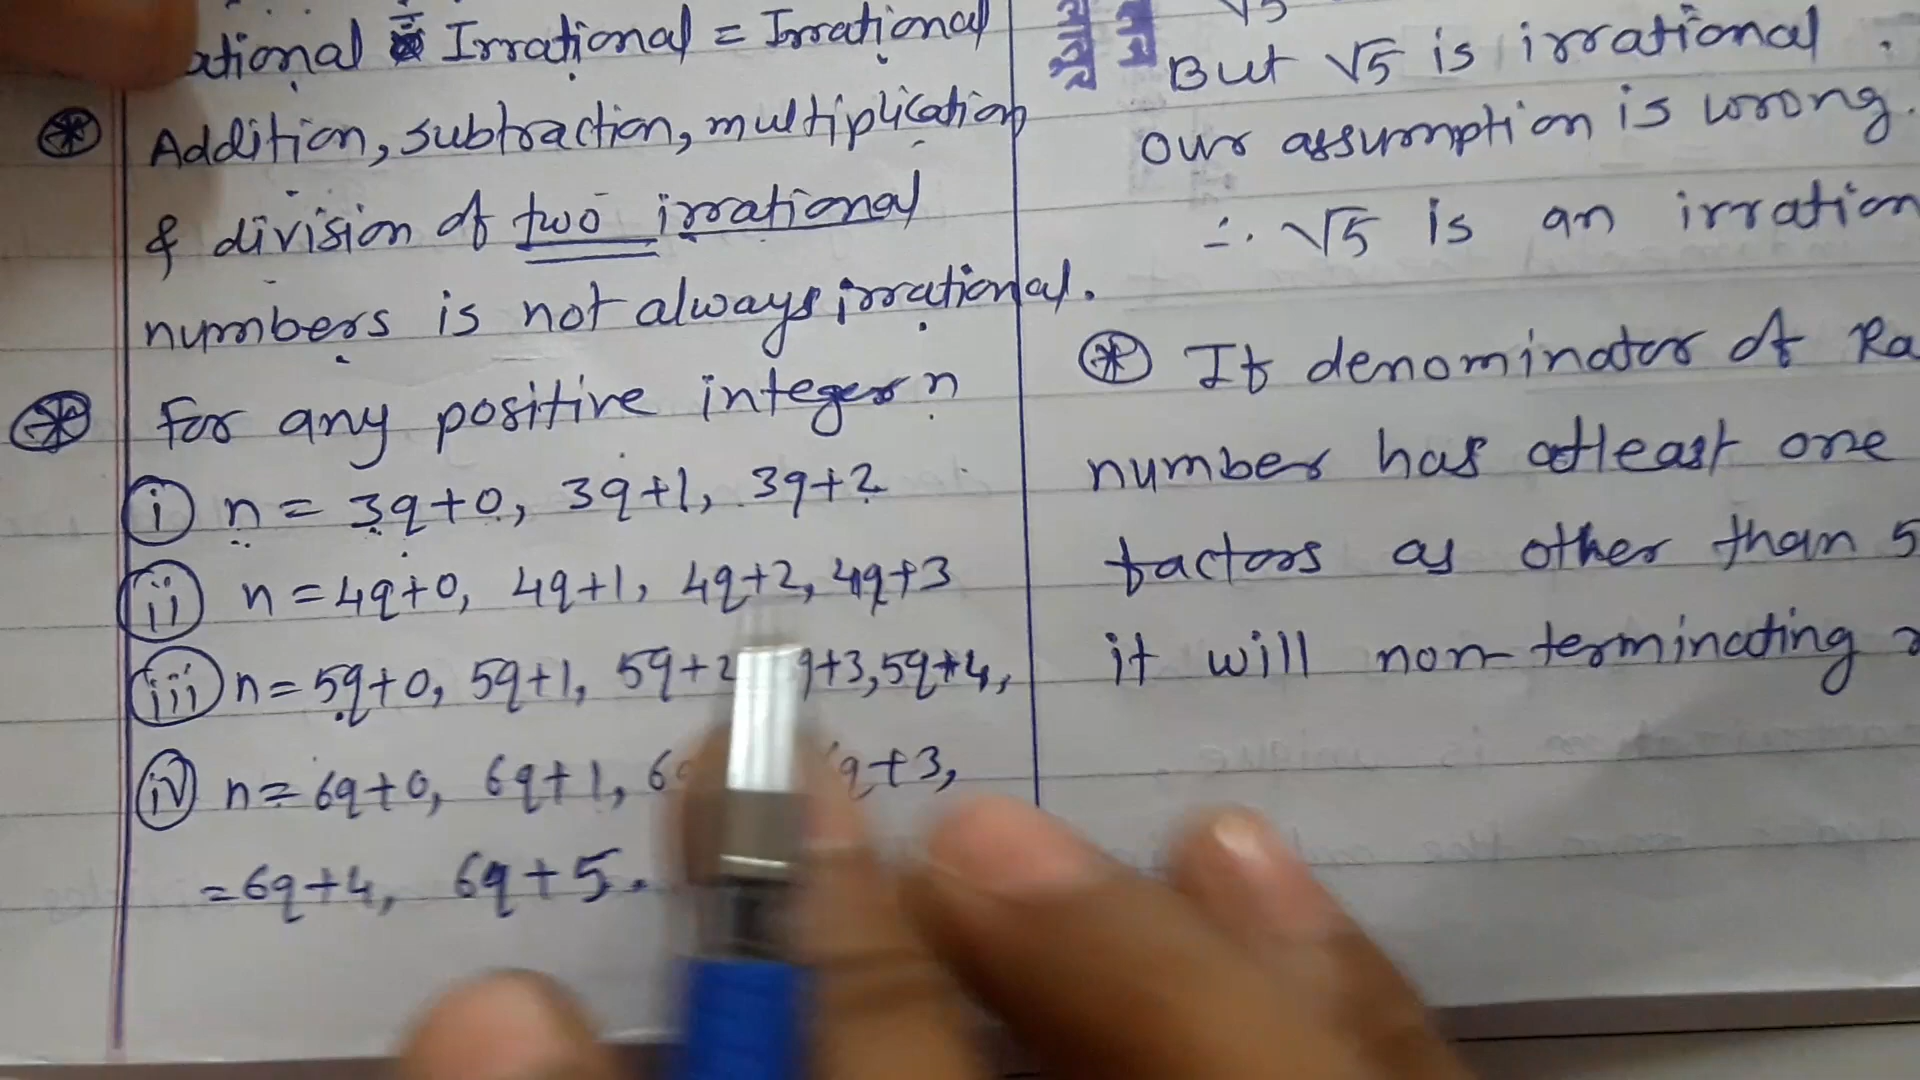 ational Irrational = Irrational
Addition, subtraction, multiplication
& division of two irrational
numbers is not always irrational.
For any positive integer n
(i) n = 3q+0, 3q+1, 3q+2
(ii) n = 4q+0, 4q+1, 4q+2, 4q+3
(iii) n = 5q+0, 5q+1, 5q+2 q+3, 5q+4,
(iv) n = 6q+0, 6q+1, 6q q+3,
= 6q+4, 6q+5.
√5
But √5 is irrational.
our assumption is wrong.
∴ √5 is an irration
If denominator of Ra
number has atleast one
factors as other than 5
it will non-terminating